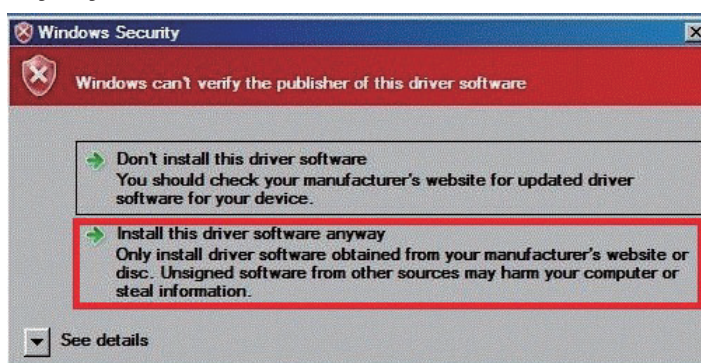 Windows Security
Windows can't verify the publisher of this driver software
Don't install this driver software
You should check your manufacturer's website for updated driver
software for your device.
Install this driver software anyway
Only install driver software obtained from your manufacturer's website or
disc. Unsigned software from other sources may harm your computer or
steal information.
See details